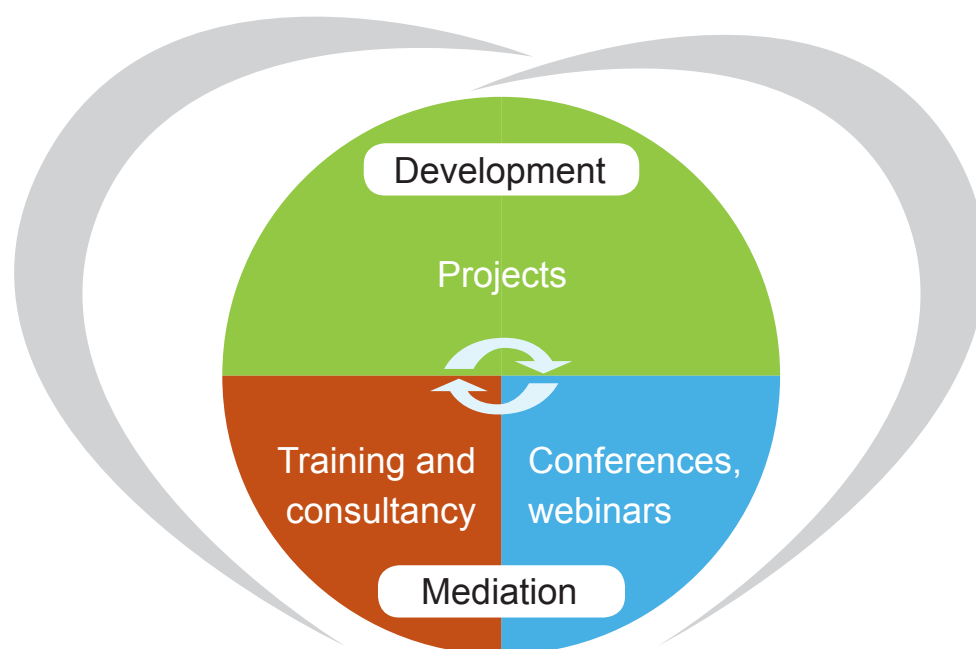 Development
Projects
Training and
consultancy
Conferences,
webinars
Mediation